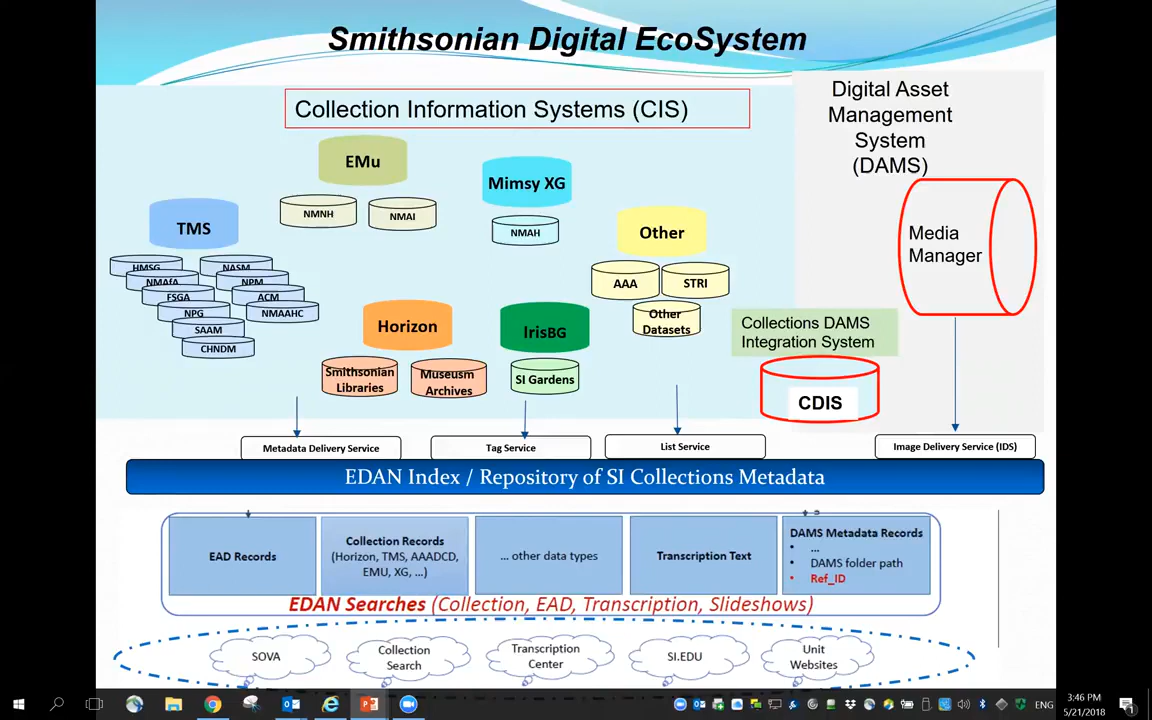 Smithsonian Digital EcoSystem
Collection Information Systems (CIS)
Digital Asset
Management
System
(DAMS)
EMu
NMNH
NMAI
Mimsy XG
NMAH
TMS
HMSG
NASM
NMAfA
NPM
FSGA
ACM
NPG
NMAAHC
SAAM
CHNDM
Other
AAA
STRI
Other
Datasets
Media
Manager
Horizon
Smithsonian
Libraries
Museusm
Archives
IrisBG
SI Gardens
Collections DAMS
Integration System
CDIS
Metadata Delivery Service
Tag Service
List Service
Image Delivery Service (IDS)
EDAN Index / Repository of SI Collections Metadata
EAD Records
Collection Records
(Horizon, TMS, AAADCD,
EMU, XG, ...)
... other data types
Transcription Text
DAMS Metadata Records
• ...
• DAMS folder path
• Ref_ID
EDAN Searches (Collection, EAD, Transcription, Slideshows)
SOVA
Collection
Search
Transcription
Center
SI.EDU
Unit
Websites
ENG
3:46 PM
5/21/2018